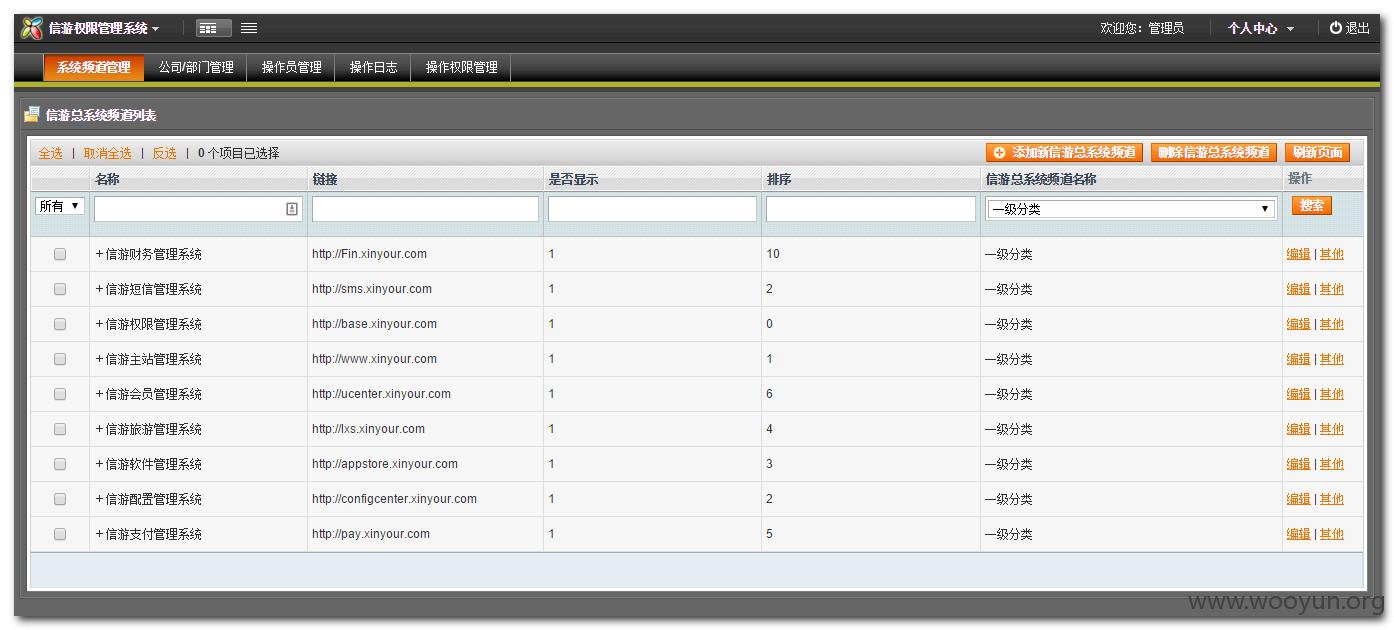 信游权限管理系统 欢迎您：管理员 个人中心 退出
系统频道管理 公司/部门管理 操作员管理 操作日志 操作权限管理
信游总系统频道列表
全选 | 取消全选 | 反选 | 0 个项目已选择 添加新信游总系统频道 删除信游总系统频道 刷新页面
名称 链接 是否显示 排序 信游总系统频道名称 操作
所有 一级分类 搜索
+信游财务管理系统 http://Fin.xinyour.com 1 10 一级分类 编辑 | 其他
+信游短信管理系统 http://sms.xinyour.com 1 2 一级分类 编辑 | 其他
+信游权限管理系统 http://base.xinyour.com 1 0 一级分类 编辑 | 其他
+信游主站管理系统 http://www.xinyour.com 1 1 一级分类 编辑 | 其他
+信游会员管理系统 http://ucenter.xinyour.com 1 6 一级分类 编辑 | 其他
+信游旅游管理系统 http://lxs.xinyour.com 1 4 一级分类 编辑 | 其他
+信游软件管理系统 http://appstore.xinyour.com 1 3 一级分类 编辑 | 其他
+信游配置管理系统 http://configcenter.xinyour.com 1 2 一级分类 编辑 | 其他
+信游支付管理系统 http://pay.xinyour.com 1 5 一级分类 编辑 | 其他
www.wooyun.org